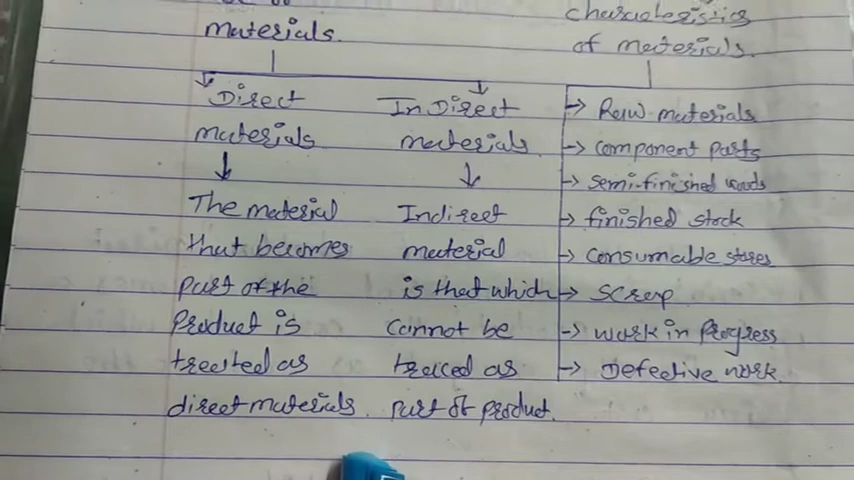 materials.
Direct
materials
The material
that becomes
part of the
Product is
treated as
direct materials.
InDirect
materials.
Indirect
material
is that which
cannot be
traced as
part of product.
characteristics
of materials.
Raw materials
component parts
semi-finished goods
finished stock
consumable stores
scrap
work in progress
Defective work